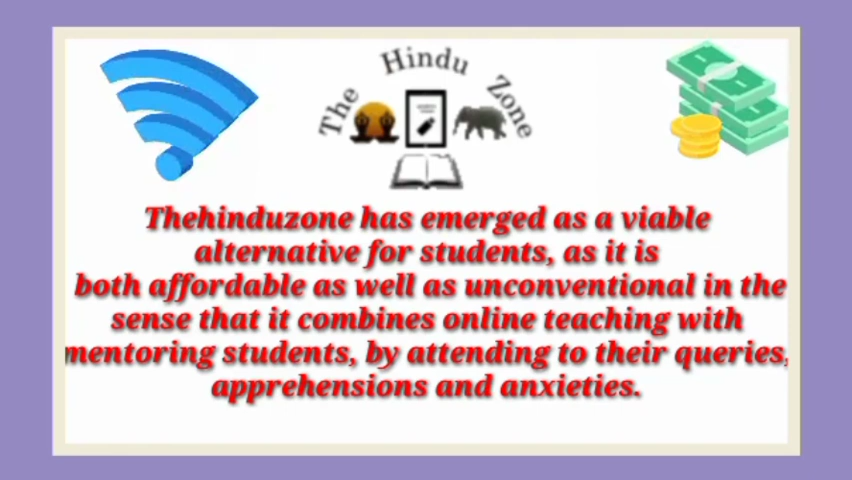 The Hindu Zone
Thehinduzone has emerged as a viable
alternative for students, as it is
both affordable as well as unconventional in the
sense that it combines online teaching with
mentoring students, by attending to their queries,
apprehensions and anxieties.